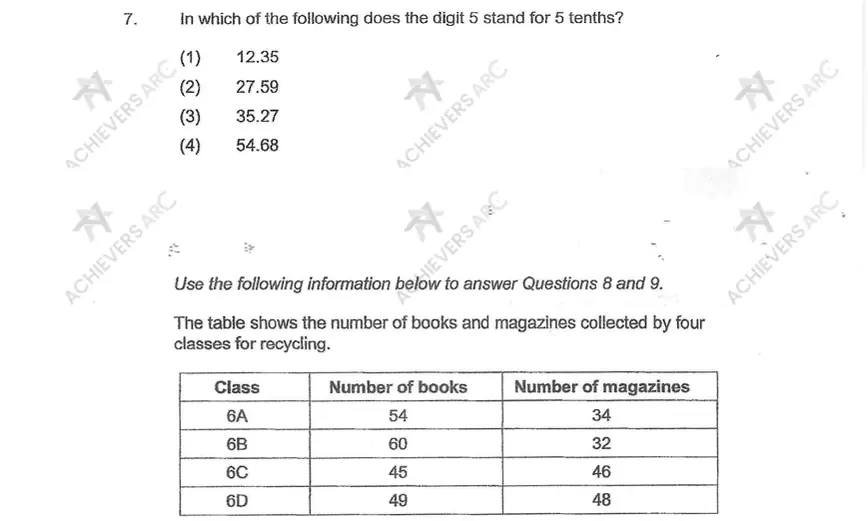 7. In which of the following does the digit 5 stand for 5 tenths?
(1) 12.35
(2) 27.59
(3) 35.27
(4) 54.68
ACHIEVERS ARC ACHIEVERS ARC ACHIEVERS ARC
ACHIEVERS ARC ACHIEVERS ARC ACHIEVERS ARC
Use the following information below to answer Questions 8 and 9.
The table shows the number of books and magazines collected by four
classes for recycling.
Class Number of books Number of magazines
6A 54 34
6B 60 32
6C 45 46
6D 49 48